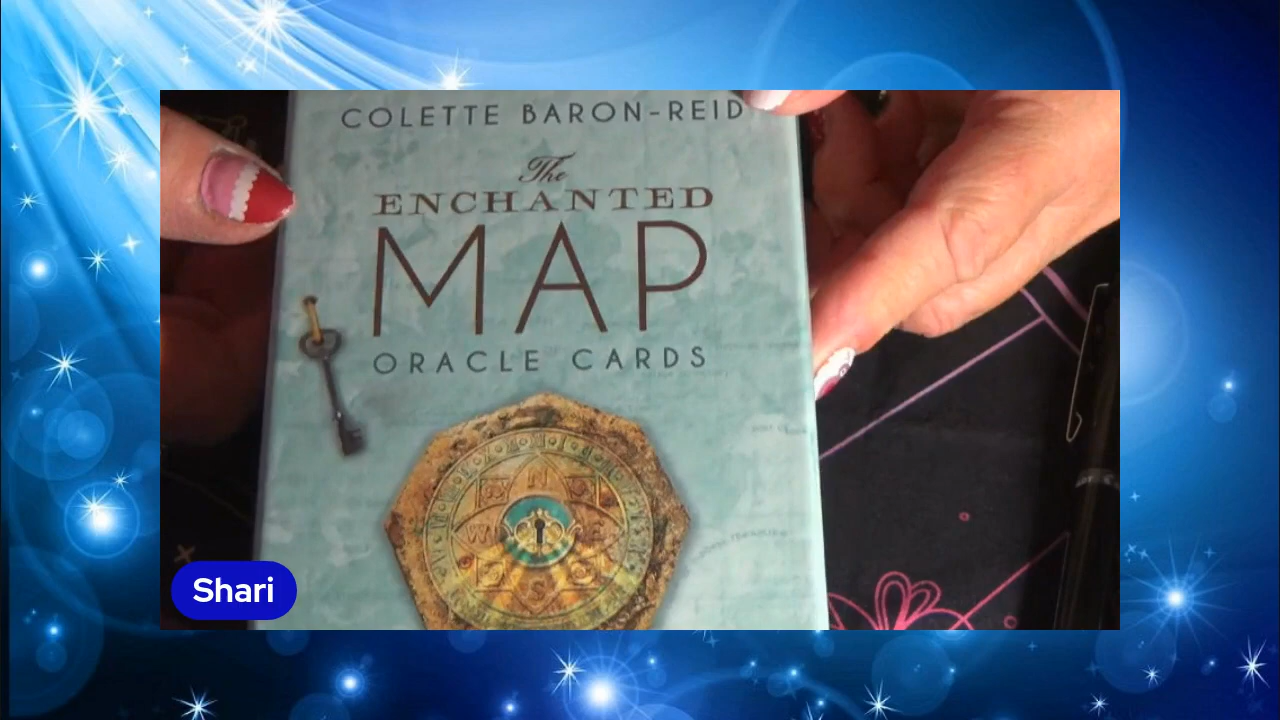 COLETTE BARON-REID
The
ENCHANTED
MAP
ORACLE CARDS
N
W
E
S
Shari